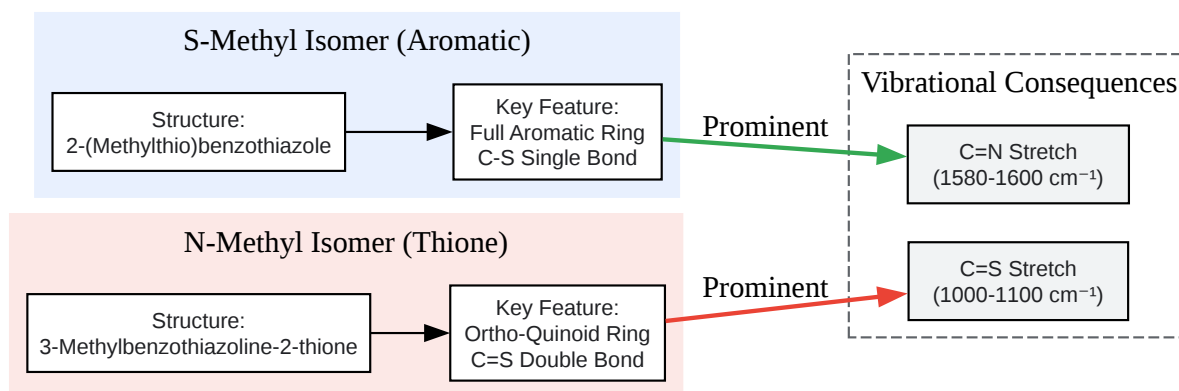 S-Methyl Isomer (Aromatic)
Structure:
2-(Methylthio)benzothiazole
Key Feature:
Full Aromatic Ring
C-S Single Bond
Prominent
Vibrational Consequences
C=N Stretch
(1580-1600 cm⁻¹)
N-Methyl Isomer (Thione)
Structure:
3-Methylbenzothiazoline-2-thione
Key Feature:
Ortho-Quinoid Ring
C=S Double Bond
Prominent
C=S Stretch
(1000-1100 cm⁻¹)